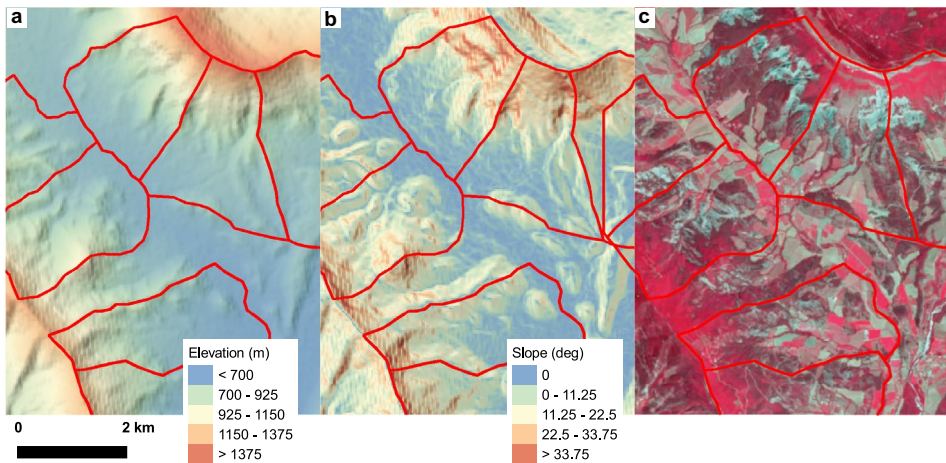 a
b
c
Elevation (m)
< 700
700 - 925
925 - 1150
1150 - 1375
> 1375
Slope (deg)
0
0 - 11.25
11.25 - 22.5
22.5 - 33.75
> 33.75
0 2 km